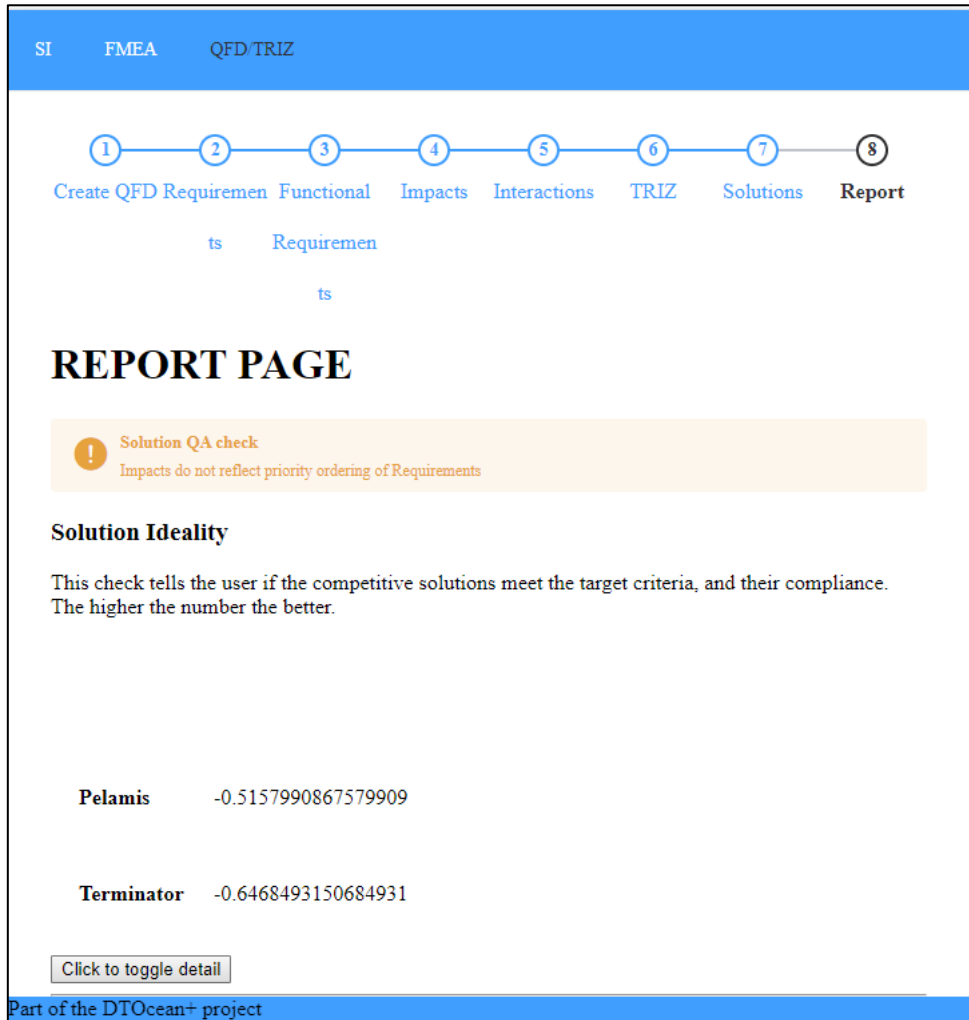 SI FMEA QFD/TRIZ
1 2 3 4 5 6 7 8
Create QFD Requiremen Functional Impacts Interactions TRIZ Solutions Report
ts Requiremen
ts
REPORT PAGE
! Solution QA check
Impacts do not reflect priority ordering of Requirements
Solution Ideality
This check tells the user if the competitive solutions meet the target criteria, and their compliance.
The higher the number the better.
Pelamis -0.5157990867579909
Terminator -0.6468493150684931
Click to toggle detail
Part of the DTOcean+ project